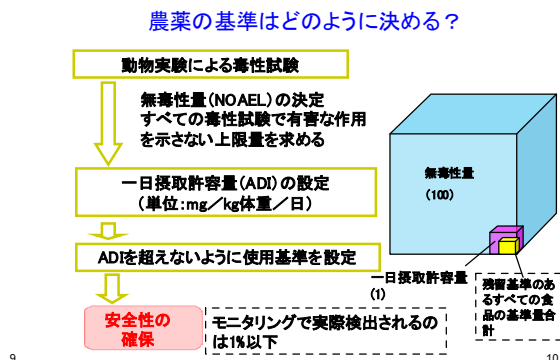 農薬の基準はどのように決める？
動物実験による毒性試験
無毒性量(NOAEL)の決定
すべての毒性試験で有害な作用
を示さない上限量を求める
一日摂取許容量(ADI)の設定
(単位:mg／kg体重／日)
ADIを超えないように使用基準を設定
安全性の
確保
モニタリングで実際検出されるの
は1%以下
無毒性量
(100)
一日摂取許容量
(1)
残留基準のあ
るすべての食
品の基準量合
計
9
10